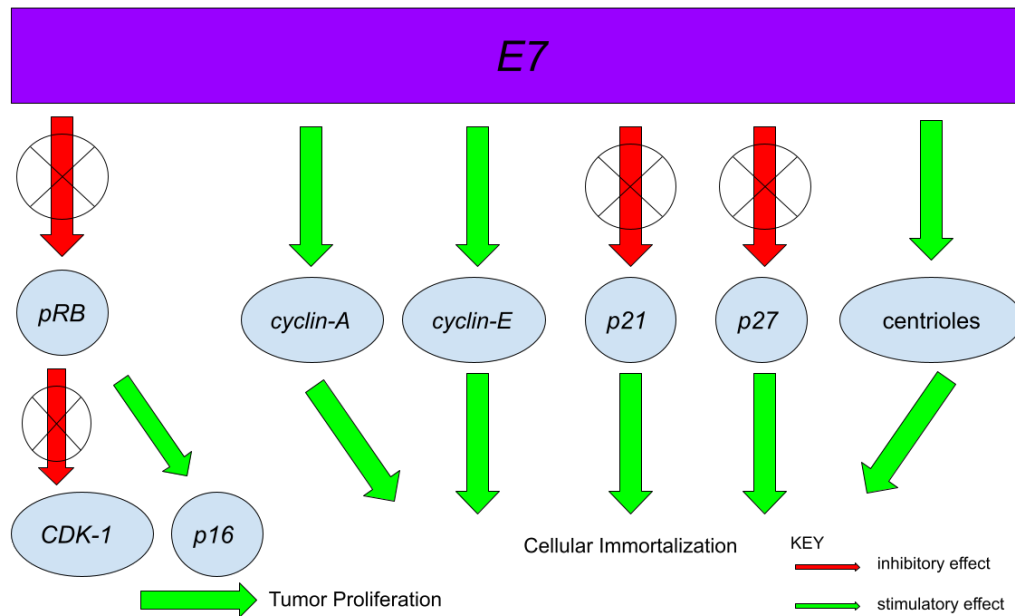 E7
pRB
cyclin-A
cyclin-E
p21
p27
centrioles
CDK-1
p16
Cellular Immortalization
KEY
inhibitory effect
Tumor Proliferation
stimulatory effect